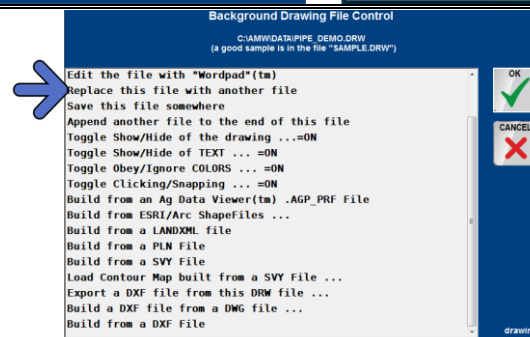 Background Drawing File Control
C:\AMW\DATA\PIPE_DEMO.DRW
(a good sample is in the file "SAMPLE.DRW")
Edit the file with "Wordpad"(tm)
Replace this file with another file
Save this file somewhere
Append another file to the end of this file
Toggle Show/Hide of the drawing ...=ON
Toggle Show/Hide of TEXT ... =ON
Toggle Obey/Ignore COLORS ... =ON
Toggle Clicking/Snapping ... =ON
Build from an Ag Data Viewer(tm) .AGP_PRF File
Build from ESRI/Arc ShapeFiles ...
Build from a LANDXML file
Build from a PLN File
Build from a SVY File
Load Contour Map built from a SVY File ...
Export a DXF file from this DRW file ...
Build a DXF file from a DWG file ...
Build from a DXF File
OK
CANCEL
drawin